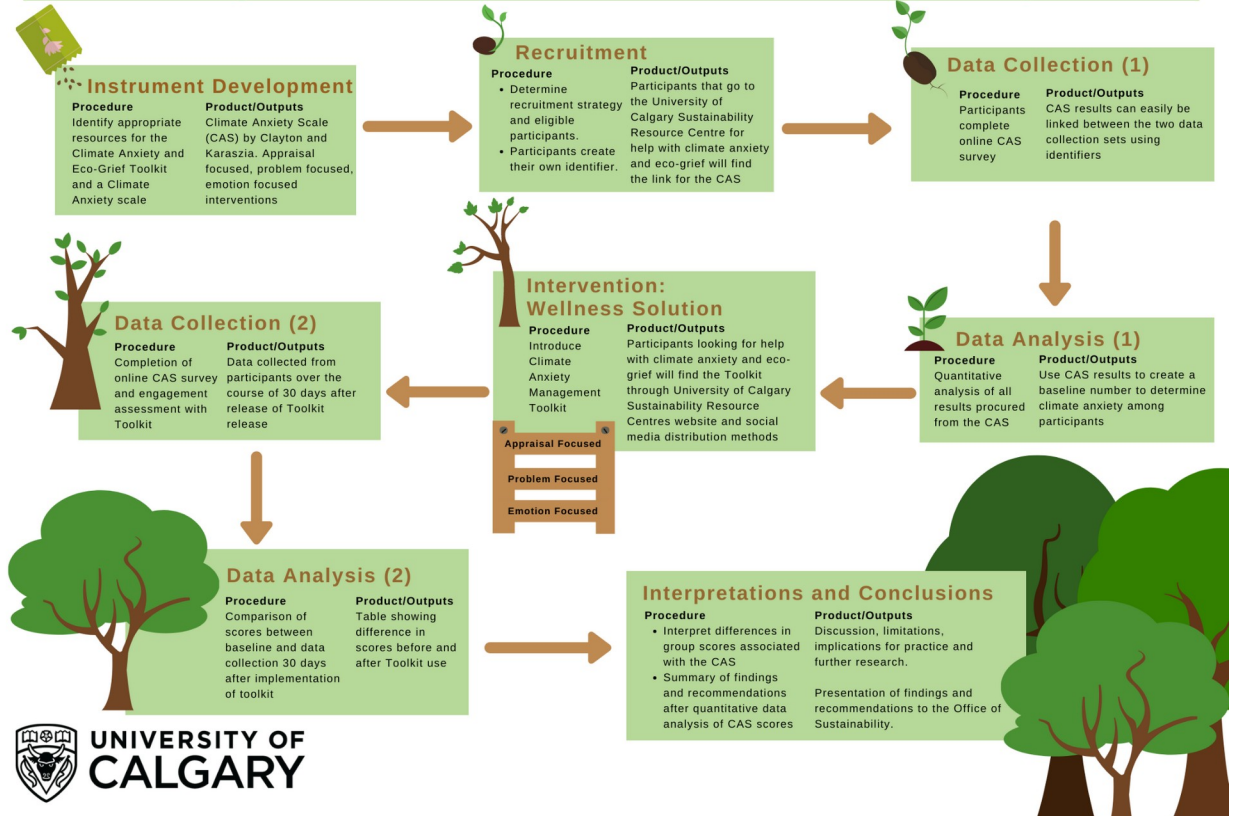 Instrument Development
Procedure
Identify appropriate
resources for the
Climate Anxiety and
Eco-Grief Toolkit
and a Climate
Anxiety scale
Product/Outputs
Climate Anxiety Scale
(CAS) by Clayton and
Karaszia. Appraisal
focused, problem focused,
emotion focused
interventions
Recruitment
Procedure
• Determine
recruitment strategy
and eligible
participants.
• Participants create
their own identifier.
Product/Outputs
Participants that go to
the University of
Calgary Sustainability
Resource Centre for
help with climate anxiety
and eco-grief will find
the link for the CAS
Data Collection (1)
Procedure
Participants
complete
online CAS
survey
Product/Outputs
CAS results can easily be
linked between the two data
collection sets using
identifiers
Data Analysis (1)
Procedure
Quantitative
analysis of all
results procured
from the CAS
Product/Outputs
Use CAS results to create a
baseline number to determine
climate anxiety among
participants
Intervention:
Wellness Solution
Procedure
Introduce
Climate
Anxiety
Management
Toolkit
Product/Outputs
Participants looking for help
with climate anxiety and eco-
grief will find the Toolkit
through University of Calgary
Sustainability Resource
Centres website and social
media distribution methods
Appraisal Focused
Problem Focused
Emotion Focused
Data Collection (2)
Procedure
Completion of
online CAS survey
and engagement
assessment with
Toolkit
Product/Outputs
Data collected from
participants over the
course of 30 days after
release of Toolkit
release
Data Analysis (2)
Procedure
Comparison of
scores between
baseline and data
collection 30 days
after implementation
of toolkit
Product/Outputs
Table showing
difference in
scores before and
after Toolkit use
Interpretations and Conclusions
Procedure
• Interpret differences in
group scores associated
with the CAS
• Summary of findings
and recommendations
after quantitative data
analysis of CAS scores
Product/Outputs
Discussion, limitations,
implications for practice and
further research.
Presentation of findings and
recommendations to the Office of
Sustainability.
UNIVERSITY OF
CALGARY